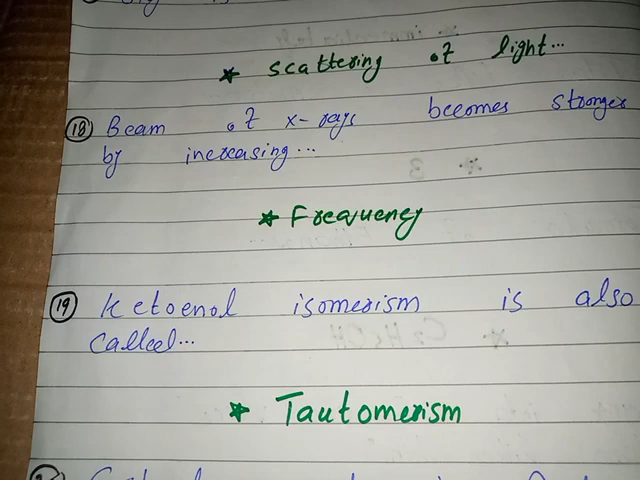 * Scattering of light...
18 Beam of x-rays becomes stronger
by increasing...
* Frequency
19 Ketoenol isomerism is also
Called...
* Tautomerism